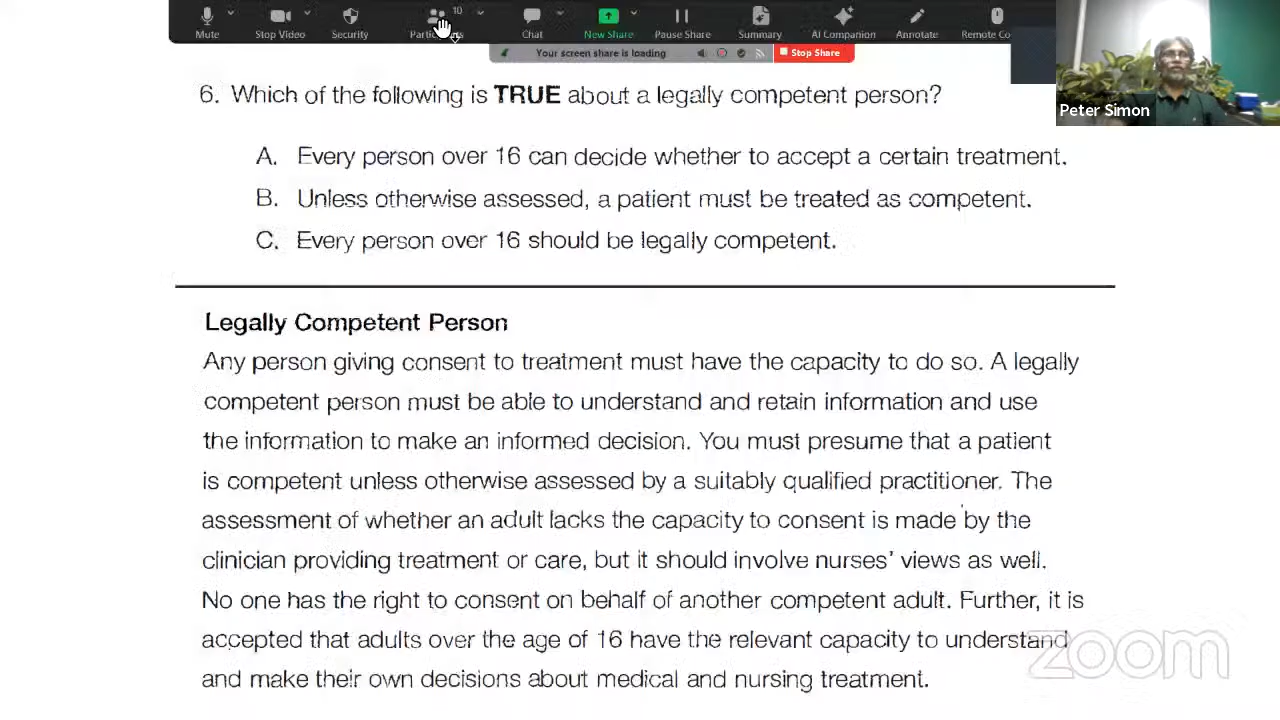 Mute
Stop Video
Security
10
Participants
Chat
New Share
Pause Share
Summary
AI Companion
Annotate
Remote Co
Your screen share is loading
Stop Share
Peter Simon
6. Which of the following is TRUE about a legally competent person?
A. Every person over 16 can decide whether to accept a certain treatment.
B. Unless otherwise assessed, a patient must be treated as competent.
C. Every person over 16 should be legally competent.
Legally Competent Person
Any person giving consent to treatment must have the capacity to do so. A legally
competent person must be able to understand and retain information and use
the information to make an informed decision. You must presume that a patient
is competent unless otherwise assessed by a suitably qualified practitioner. The
assessment of whether an adult lacks the capacity to consent is made by the
clinician providing treatment or care, but it should involve nurses' views as well.
No one has the right to consent on behalf of another competent adult. Further, it is
accepted that adults over the age of 16 have the relevant capacity to understand
and make their own decisions about medical and nursing treatment.
zoom